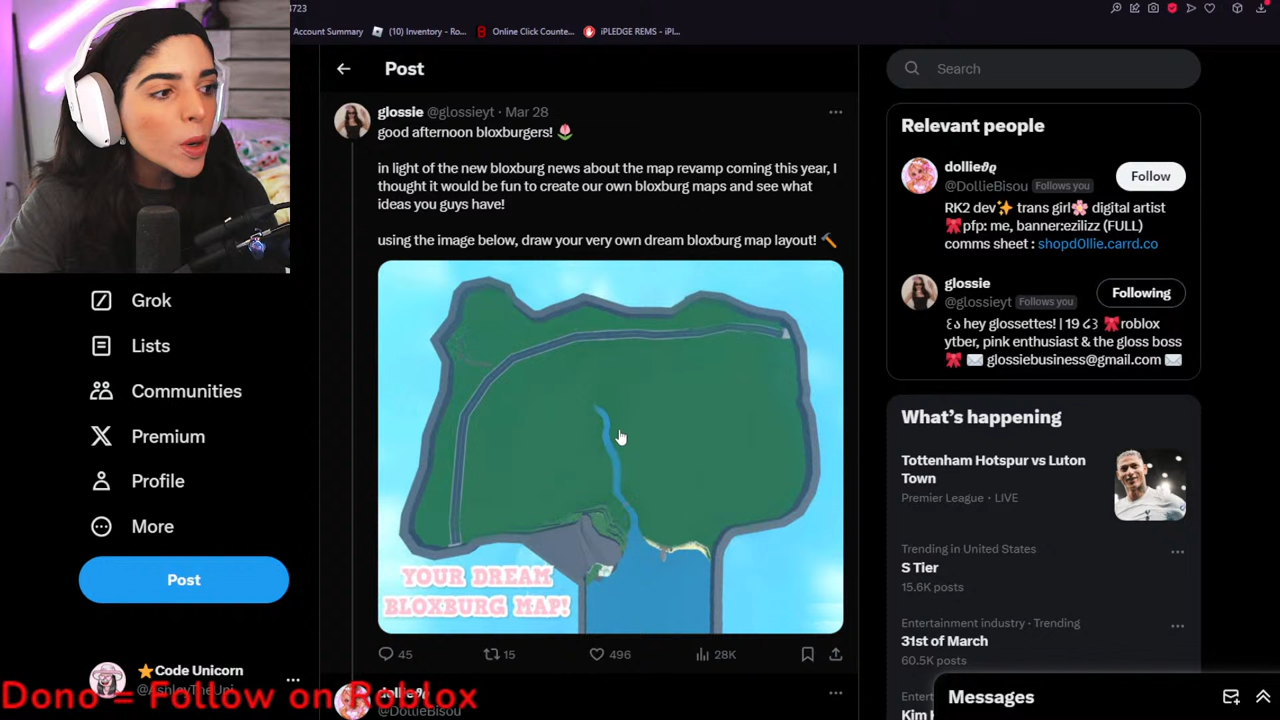 4723
Account Summary
(10) Inventory - Ro...
Online Click Counte...
iPLEDGE REMS - iPl...
Post
Search
glossie @glossieyt · Mar 28
good afternoon bloxburgers! 🌷
in light of the new bloxburg news about the map revamp coming this year, I
thought it would be fun to create our own bloxburg maps and see what
ideas you guys have!
using the image below, draw your very own dream bloxburg map layout! 🔨
YOUR DREAM
BLOXBURG MAP!
45
15
496
28K
dollie
@DollieBisou
Grok
Lists
Communities
Premium
Profile
More
Post
⭐Code Unicorn
Dono = Follow on Roblox
Relevant people
dollie
@DollieBisou Follows you
Follow
RK2 dev✨ trans girl🌸 digital artist
🎀pfp: me, banner:ezilizz (FULL)
comms sheet : shopd0llie.carrd.co
glossie
@glossieyt Follows you
Following
hey glossettes! | 19 🎀roblox
ytber, pink enthusiast & the gloss boss
🎀 ✉️ glossiebusiness@gmail.com ✉️
What's happening
Tottenham Hotspur vs Luton
Town
Premier League · LIVE
Trending in United States
S Tier
15.6K posts
Entertainment industry · Trending
31st of March
60.5K posts
Messages